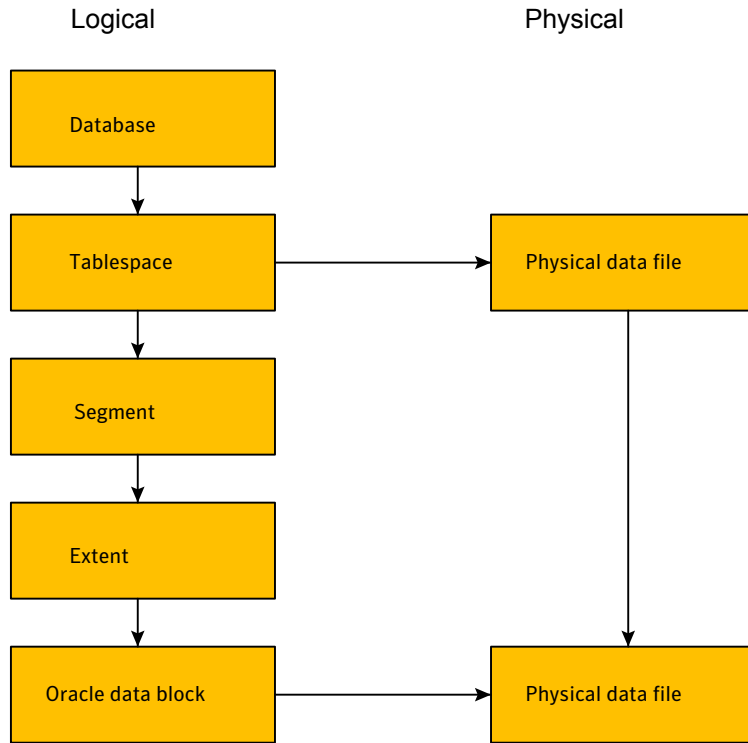 Logical
Physical
Database
Tablespace
Physical data file
Segment
Extent
Oracle data block
Physical data file